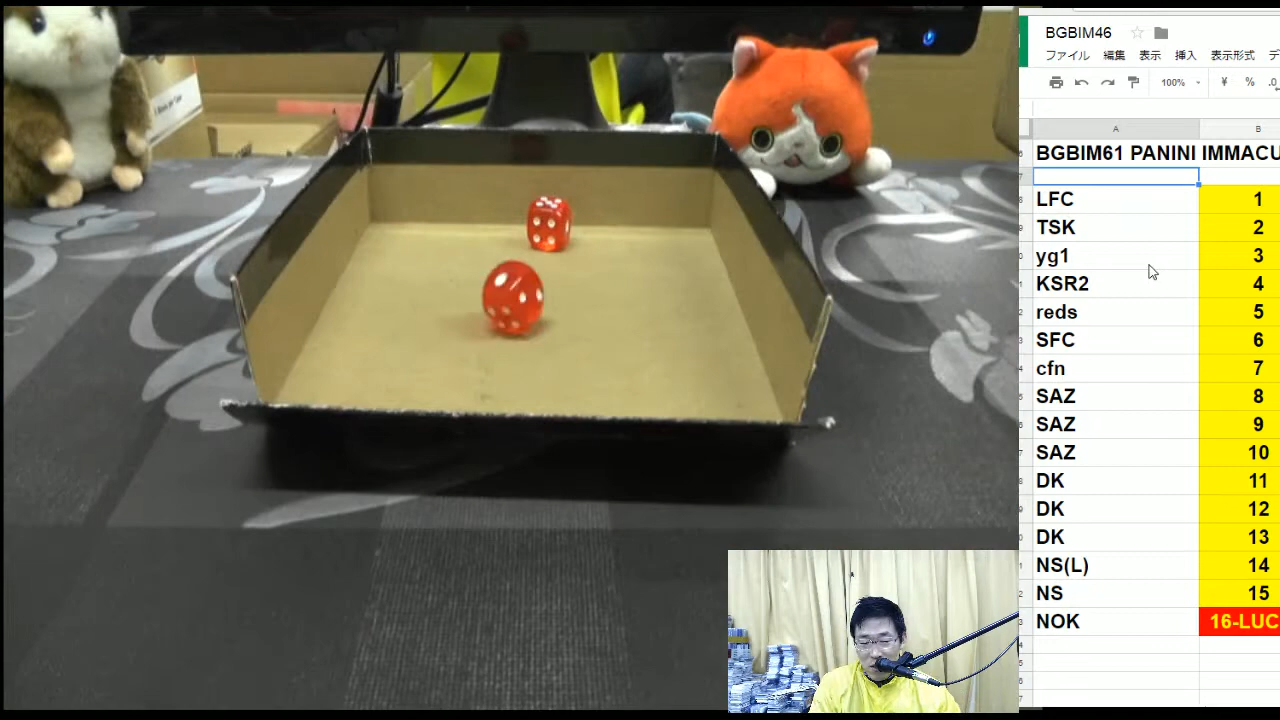 BGBIM46
ファイル 編集 表示 挿入 表示形式 デ
100% ¥ % .0
A B
BGBIM61 PANINI IMMACU
LFC 1
TSK 2
yg1 3
KSR2 4
reds 5
SFC 6
cfn 7
SAZ 8
SAZ 9
SAZ 10
DK 11
DK 12
DK 13
NS(L) 14
NS 15
NOK 16-LUC